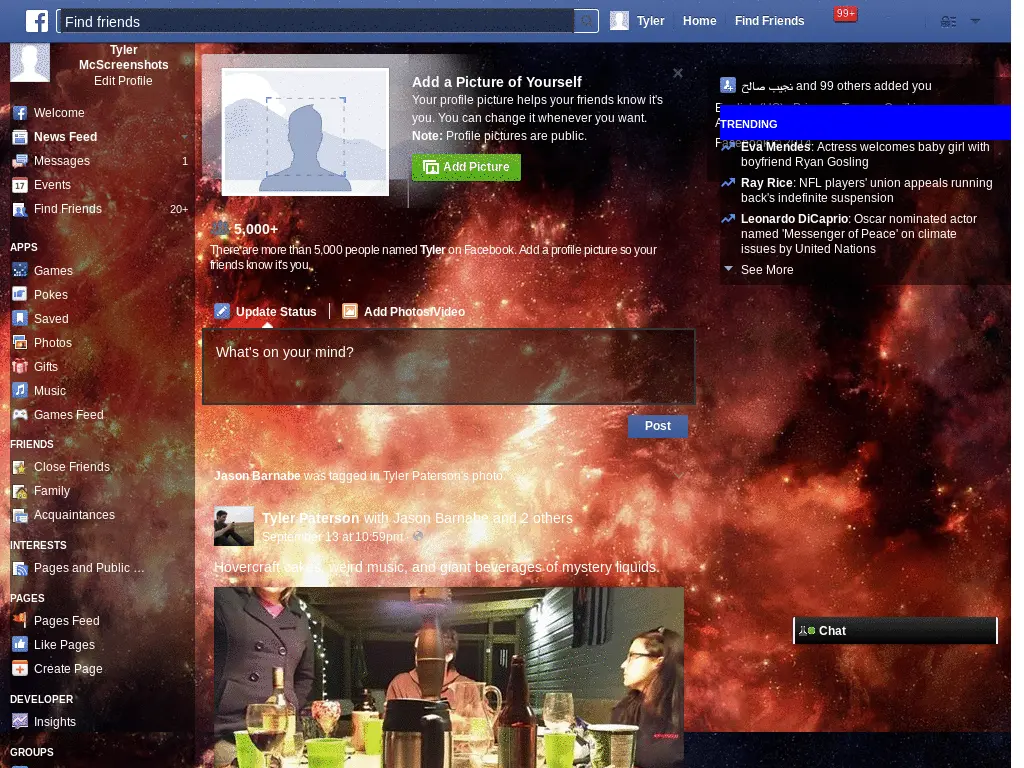 Find friends
Tyler
Home
Find Friends
99+
Tyler
McScreenshots
Edit Profile
Welcome
News Feed
Messages 1
Events
Find Friends 20+
APPS
Games
Pokes
Saved
Photos
Gifts
Music
Games Feed
FRIENDS
Close Friends
Family
Acquaintances
INTERESTS
Pages and Public ...
PAGES
Pages Feed
Like Pages
Create Page
DEVELOPER
Insights
GROUPS
Add a Picture of Yourself
Your profile picture helps your friends know it's
you. You can change it whenever you want.
Note: Profile pictures are public.
Add Picture
5,000+
There are more than 5,000 people named Tyler on Facebook. Add a profile picture so your
friends know it's you.
Update Status
Add Photos/Video
What's on your mind?
Post
Jason Barnabe was tagged in Tyler Paterson's photo.
Tyler Paterson with Jason Barnabe and 2 others
September 13 at 10:59pm
Hovercraft cakes, weird music, and giant beverages of mystery liquids.
نجيب صالح and 99 others added you
TRENDING
Eva Mendes: Actress welcomes baby girl with
boyfriend Ryan Gosling
Ray Rice: NFL players' union appeals running
back's indefinite suspension
Leonardo DiCaprio: Oscar nominated actor
named 'Messenger of Peace' on climate
issues by United Nations
See More
Chat